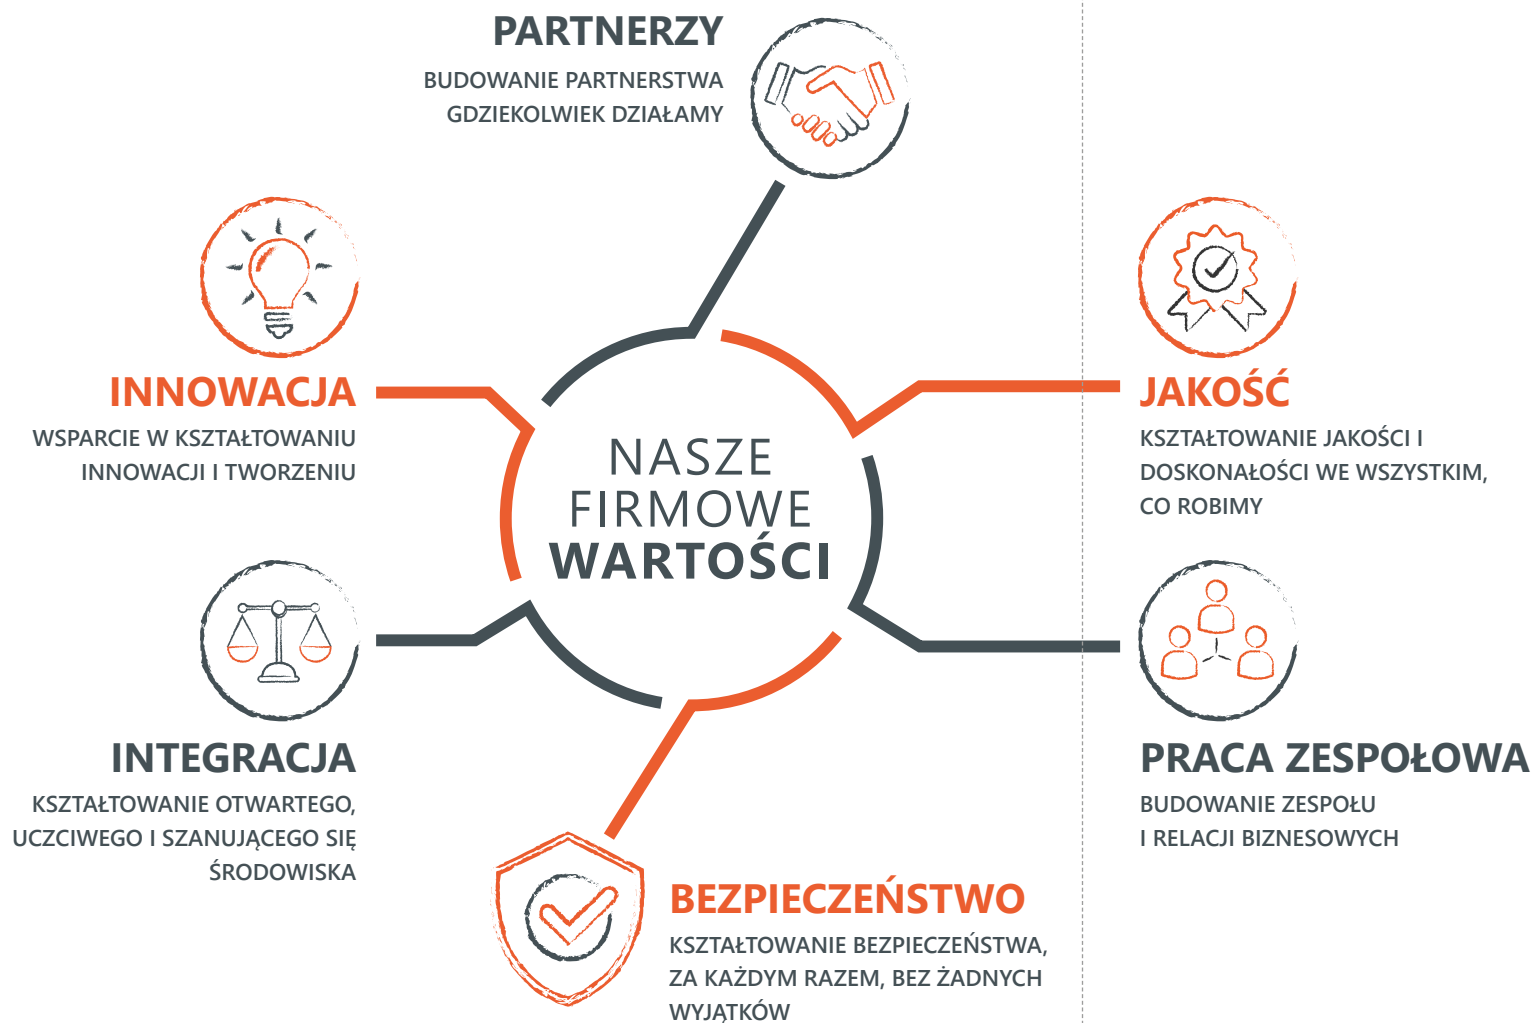 PARTNERZY
BUDOWANIE PARTNERSTWA
GDZIEKOLWIEK DZIAŁAMY
INNOWACJA
WSPARCIE W KSZTAŁTOWANIU
INNOWACJI I TWORZENIU
JAKOŚĆ
KSZTAŁTOWANIE JAKOŚCI I
DOSKONAŁOŚCI WE WSZYSTKIM,
CO ROBIMY
NASZE
FIRMOWE
WARTOŚCI
INTEGRACJA
KSZTAŁTOWANIE OTWARTEGO,
UCZCIWEGO I SZANUJĄCEGO SIĘ
ŚRODOWISKA
PRACA ZESPOŁOWA
BUDOWANIE ZESPOŁU
I RELACJI BIZNESOWYCH
BEZPIECZEŃSTWO
KSZTAŁTOWANIE BEZPIECZEŃSTWA,
ZA KAŻDYM RAZEM, BEZ ŻADNYCH
WYJĄTKÓW